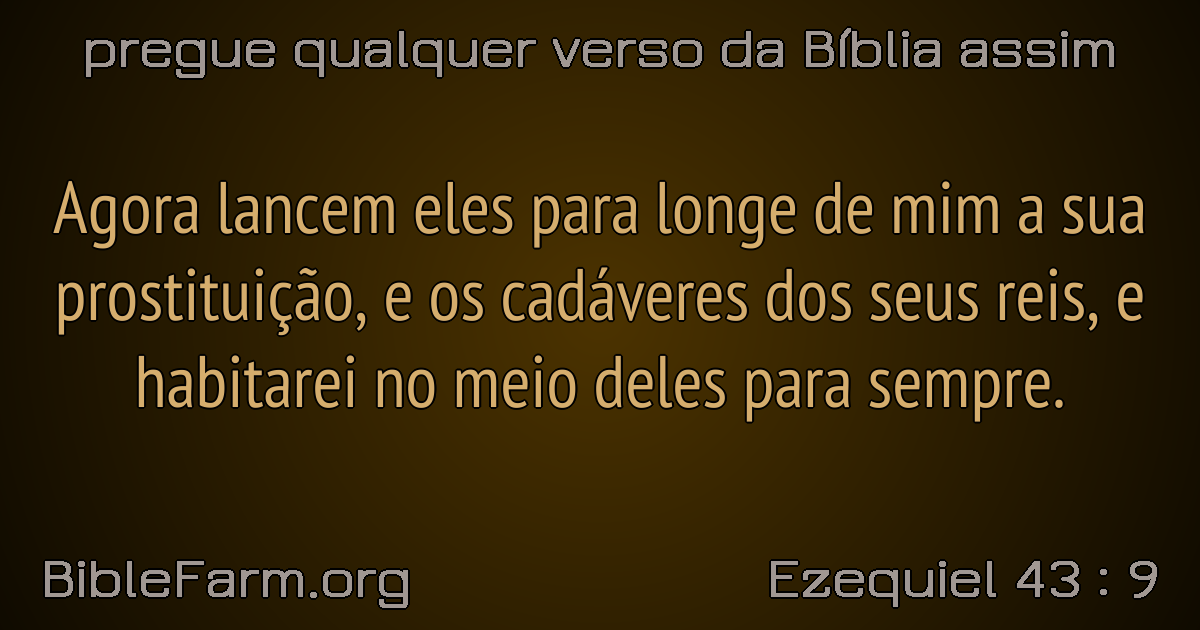 pregue qualquer verso da Bíblia assim
Agora lancem eles para longe de mim a sua
prostituição, e os cadáveres dos seus reis, e
habitarei no meio deles para sempre.
BibleFarm.org
Ezequiel 43 : 9